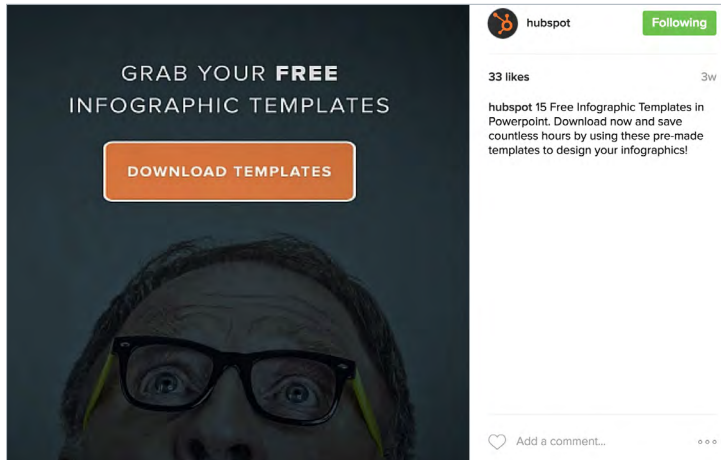 GRAB YOUR FREE
INFOGRAPHIC TEMPLATES
DOWNLOAD TEMPLATES
hubspot
Following
33 likes
3w
hubspot 15 Free Infographic Templates in
Powerpoint. Download now and save
countless hours by using these pre-made
templates to design your infographics!
Add a comment...